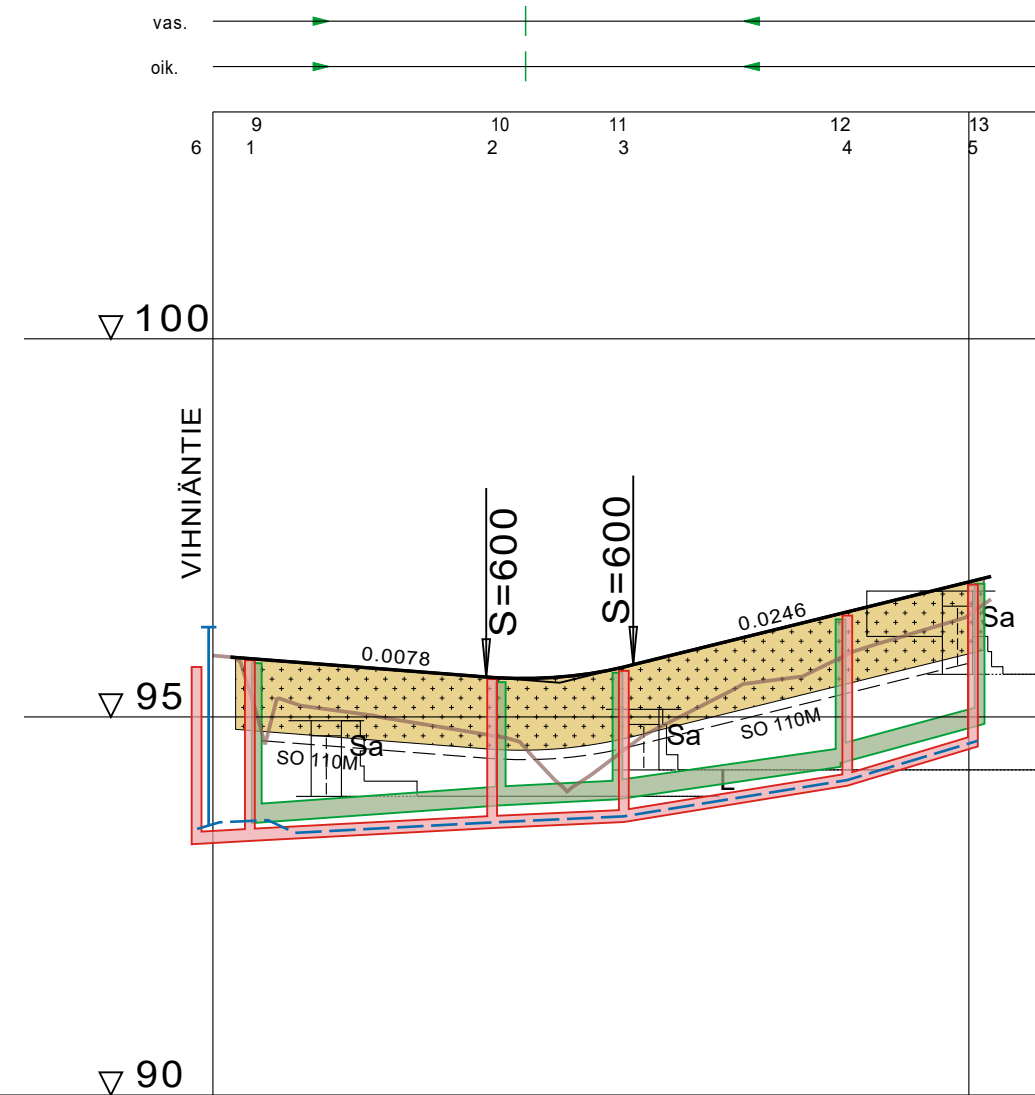 vas.
oik.
9 10 11 12 13
6 1 2 3 4 5
100
VIHNIÄNTIE
S=600
S=600
0.0078
0.0246
Sa
95
Sa
Sa
SO 110M
SO 110M
L
90